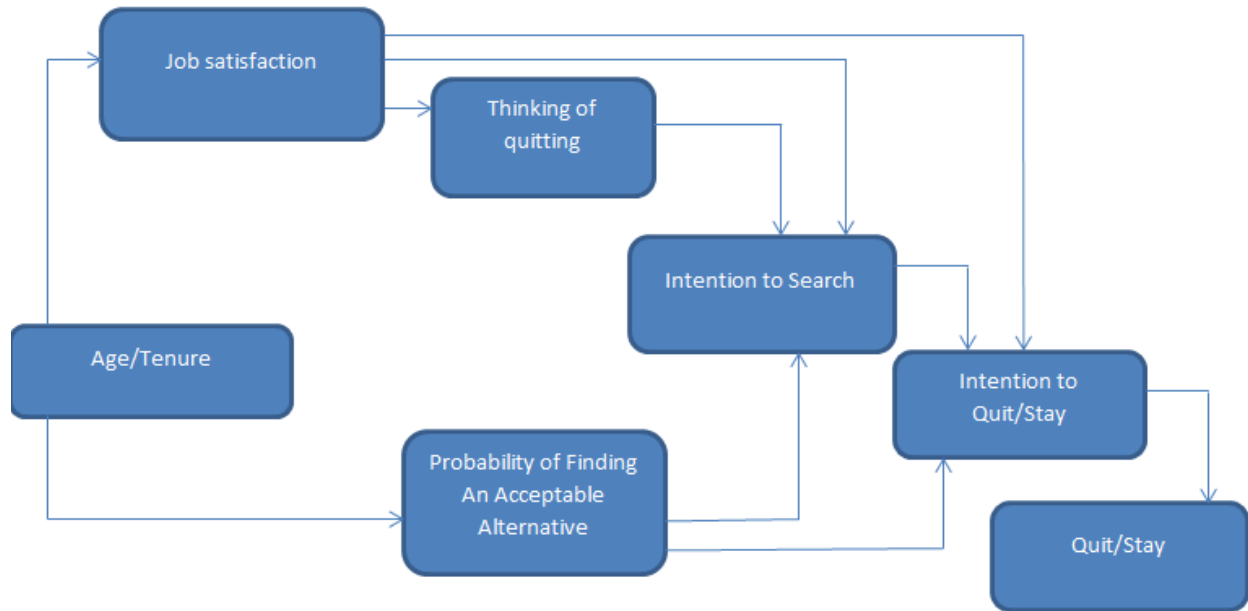 Job satisfaction
Thinking of
quitting
Intention to Search
Age/Tenure
Intention to
Quit/Stay
Probability of Finding
An Acceptable
Alternative
Quit/Stay